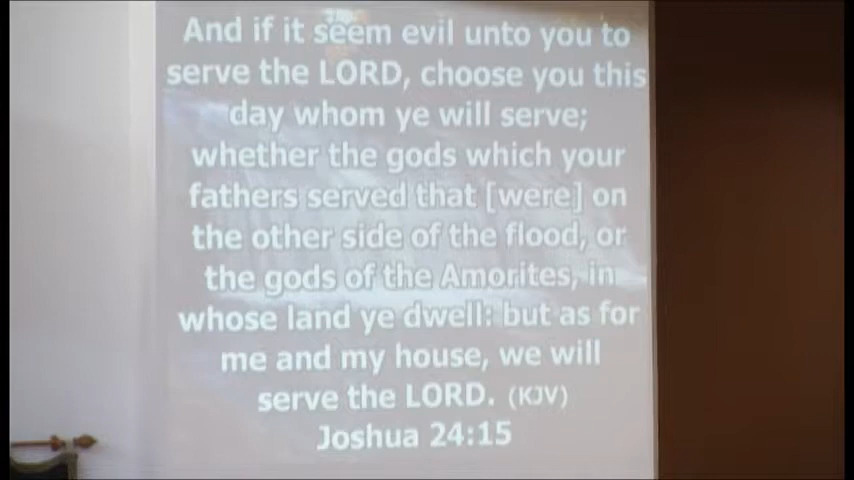 And if it seem evil unto you to
serve the LORD, choose you this
day whom ye will serve;
whether the gods which your
fathers served that [were] on
the other side of the flood, or
the gods of the Amorites, in
whose land ye dwell: but as for
me and my house, we will
serve the LORD. (KJV)
Joshua 24:15